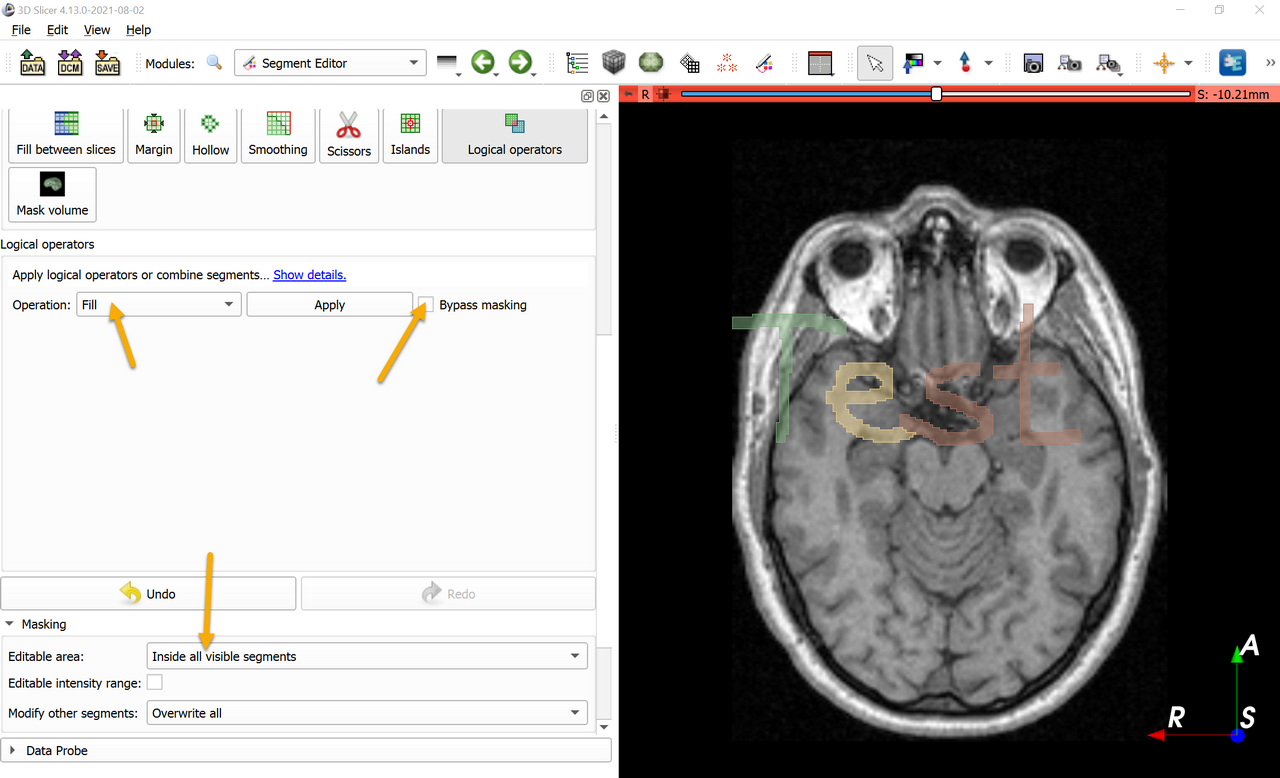 3D Slicer 4.13.0-2021-08-02
File Edit View Help
DATA DCM SAVE Modules: Segment Editor
R S: -10.21mm
Fill between slices Margin Hollow Smoothing Scissors Islands Logical operators
Mask volume
Logical operators
Apply logical operators or combine segments... Show details.
Operation: Fill Apply Bypass masking
Test
Undo Redo
Masking
Editable area: Inside all visible segments
Editable intensity range:
Modify other segments: Overwrite all
Data Probe
A
R S